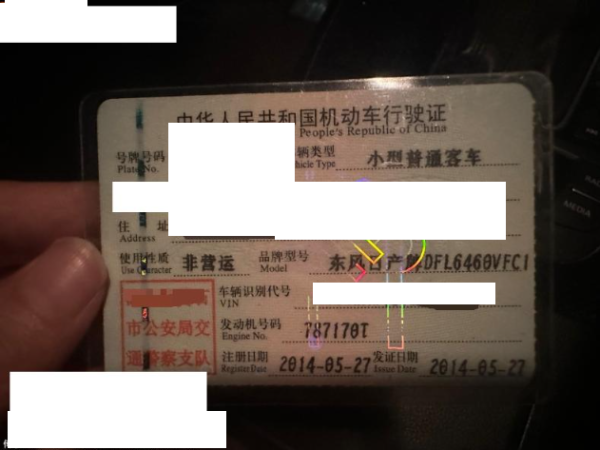 中华人民共和国机动车行驶证
People's Republic of China
号牌号码 车辆类型 小型普通客车
Plate No. Vehicle Type
住 址
Address
使用性质 非营运 品牌型号 东风日产牌DFL6460VFC1
Use Character Model
车辆识别代号
VIN
市公安局交
通警察支队
发动机号码 787170T
Engine No.
注册日期 2014-05-27 发证日期 2014-05-27
Register Date Issue Date
MEDIA